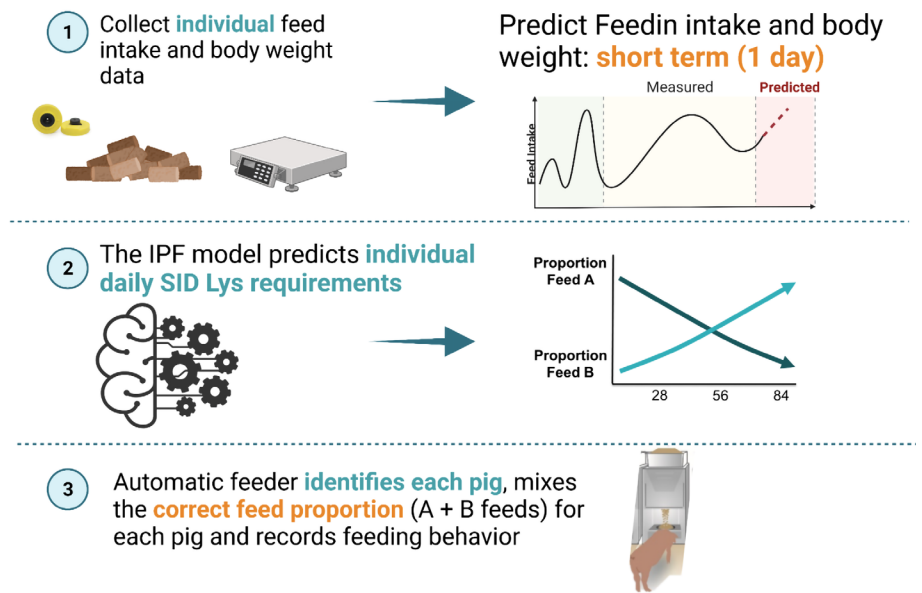 1
Collect individual feed
intake and body weight
data
Predict Feedin intake and body
weight: short term (1 day)
Measured
Predicted
Feed Intake
2
The IPF model predicts individual
daily SID Lys requirements
Proportion
Feed A
Proportion
Feed B
28 56 84
3
Automatic feeder identifies each pig, mixes
the correct feed proportion (A + B feeds) for
each pig and records feeding behavior